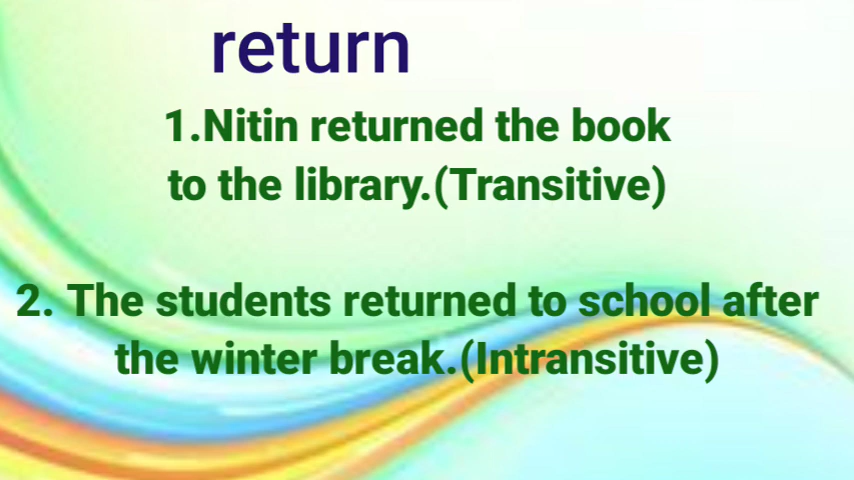 return
1.Nitin returned the book
to the library.(Transitive)
2. The students returned to school after
the winter break.(Intransitive)